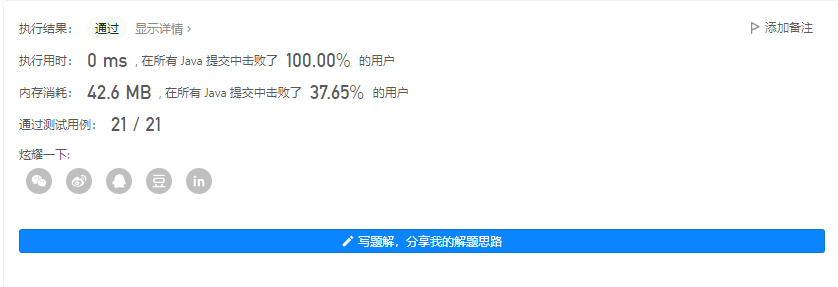 执行结果： 通过 显示详情 › 添加备注
执行用时： 0 ms , 在所有 Java 提交中击败了 100.00% 的用户
内存消耗： 42.6 MB , 在所有 Java 提交中击败了 37.65% 的用户
通过测试用例： 21 / 21
炫耀一下:
豆 in
写题解，分享我的解题思路